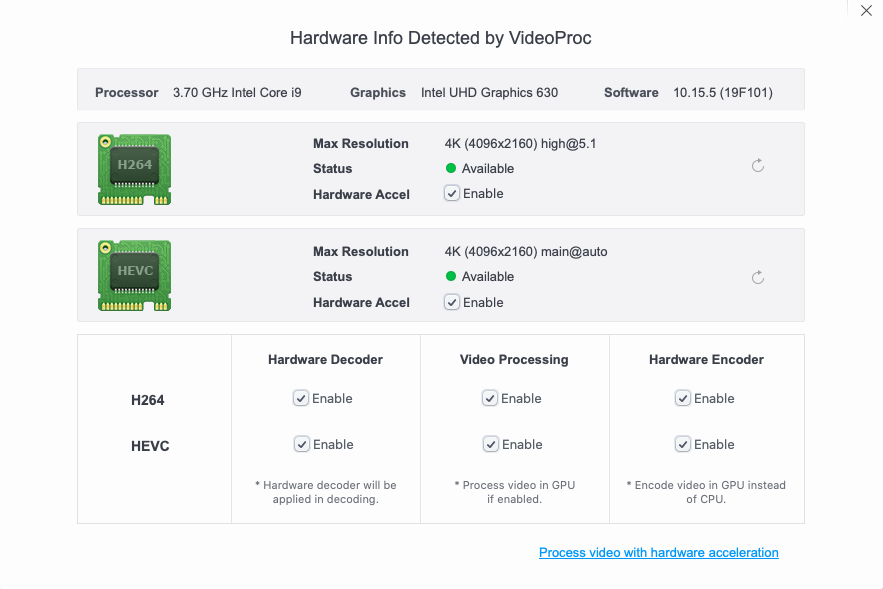 Hardware Info Detected by VideoProc
Processor 3.70 GHz Intel Core i9 Graphics Intel UHD Graphics 630 Software 10.15.5 (19F101)
H264
Max Resolution 4K (4096x2160) high@5.1
Status Available
Hardware Accel Enable
HEVC
Max Resolution 4K (4096x2160) main@auto
Status Available
Hardware Accel Enable
Hardware Decoder Video Processing Hardware Encoder
H264 Enable Enable Enable
HEVC Enable Enable Enable
* Hardware decoder will be * Process video in GPU * Encode video in GPU instead
applied in decoding. if enabled. of CPU.
Process video with hardware acceleration